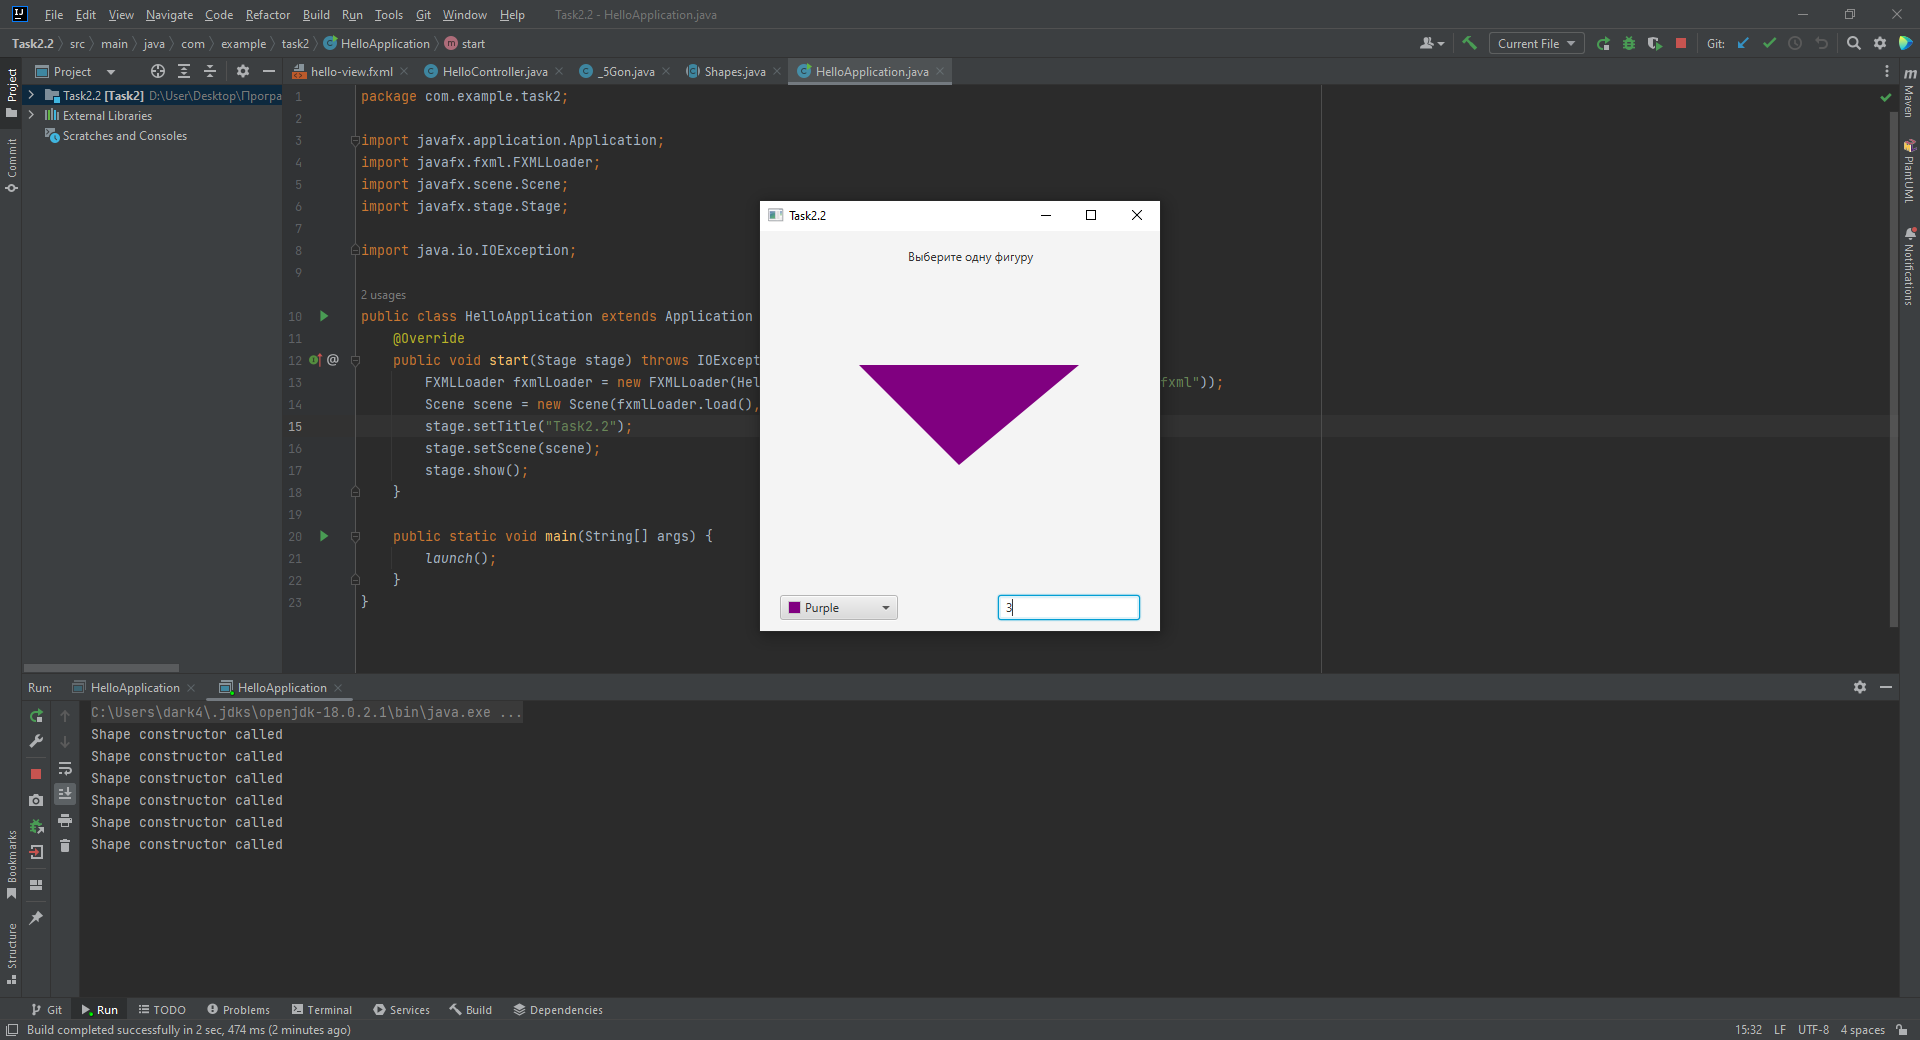 File Edit View Navigate Code Refactor Build Run Tools Git Window Help Task2.2 - HelloApplication.java
Task2.2 src main java com example task2 HelloApplication start
Current File Git:
Project
hello-view.fxml HelloController.java _5Gon.java Shapes.java HelloApplication.java
Project
Commit
Bookmarks
Structure
Maven
PlantUML
Notifications
Task2.2 [Task2] D:\User\Desktop\Програ
External Libraries
Scratches and Consoles
1 package com.example.task2;
2
3 import javafx.application.Application;
4 import javafx.fxml.FXMLLoader;
5 import javafx.scene.Scene;
6 import javafx.stage.Stage;
7
8 import java.io.IOException;
9
2 usages
10 public class HelloApplication extends Application
11 @Override
12 public void start(Stage stage) throws IOExcept
13 FXMLLoader fxmlLoader = new FXMLLoader(Hel fxml"));
14 Scene scene = new Scene(fxmlLoader.load(),
15 stage.setTitle("Task2.2");
16 stage.setScene(scene);
17 stage.show();
18 }
19
20 public static void main(String[] args) {
21 launch();
22 }
23 }
Task2.2
Выберите одну фигуру
Purple
3
Run: HelloApplication HelloApplication
C:\Users\dark4\.jdks\openjdk-18.0.2.1\bin\java.exe ...
Shape constructor called
Shape constructor called
Shape constructor called
Shape constructor called
Shape constructor called
Shape constructor called
Git Run TODO Problems Terminal Services Build Dependencies
Build completed successfully in 2 sec, 474 ms (2 minutes ago)
15:32 LF UTF-8 4 spaces